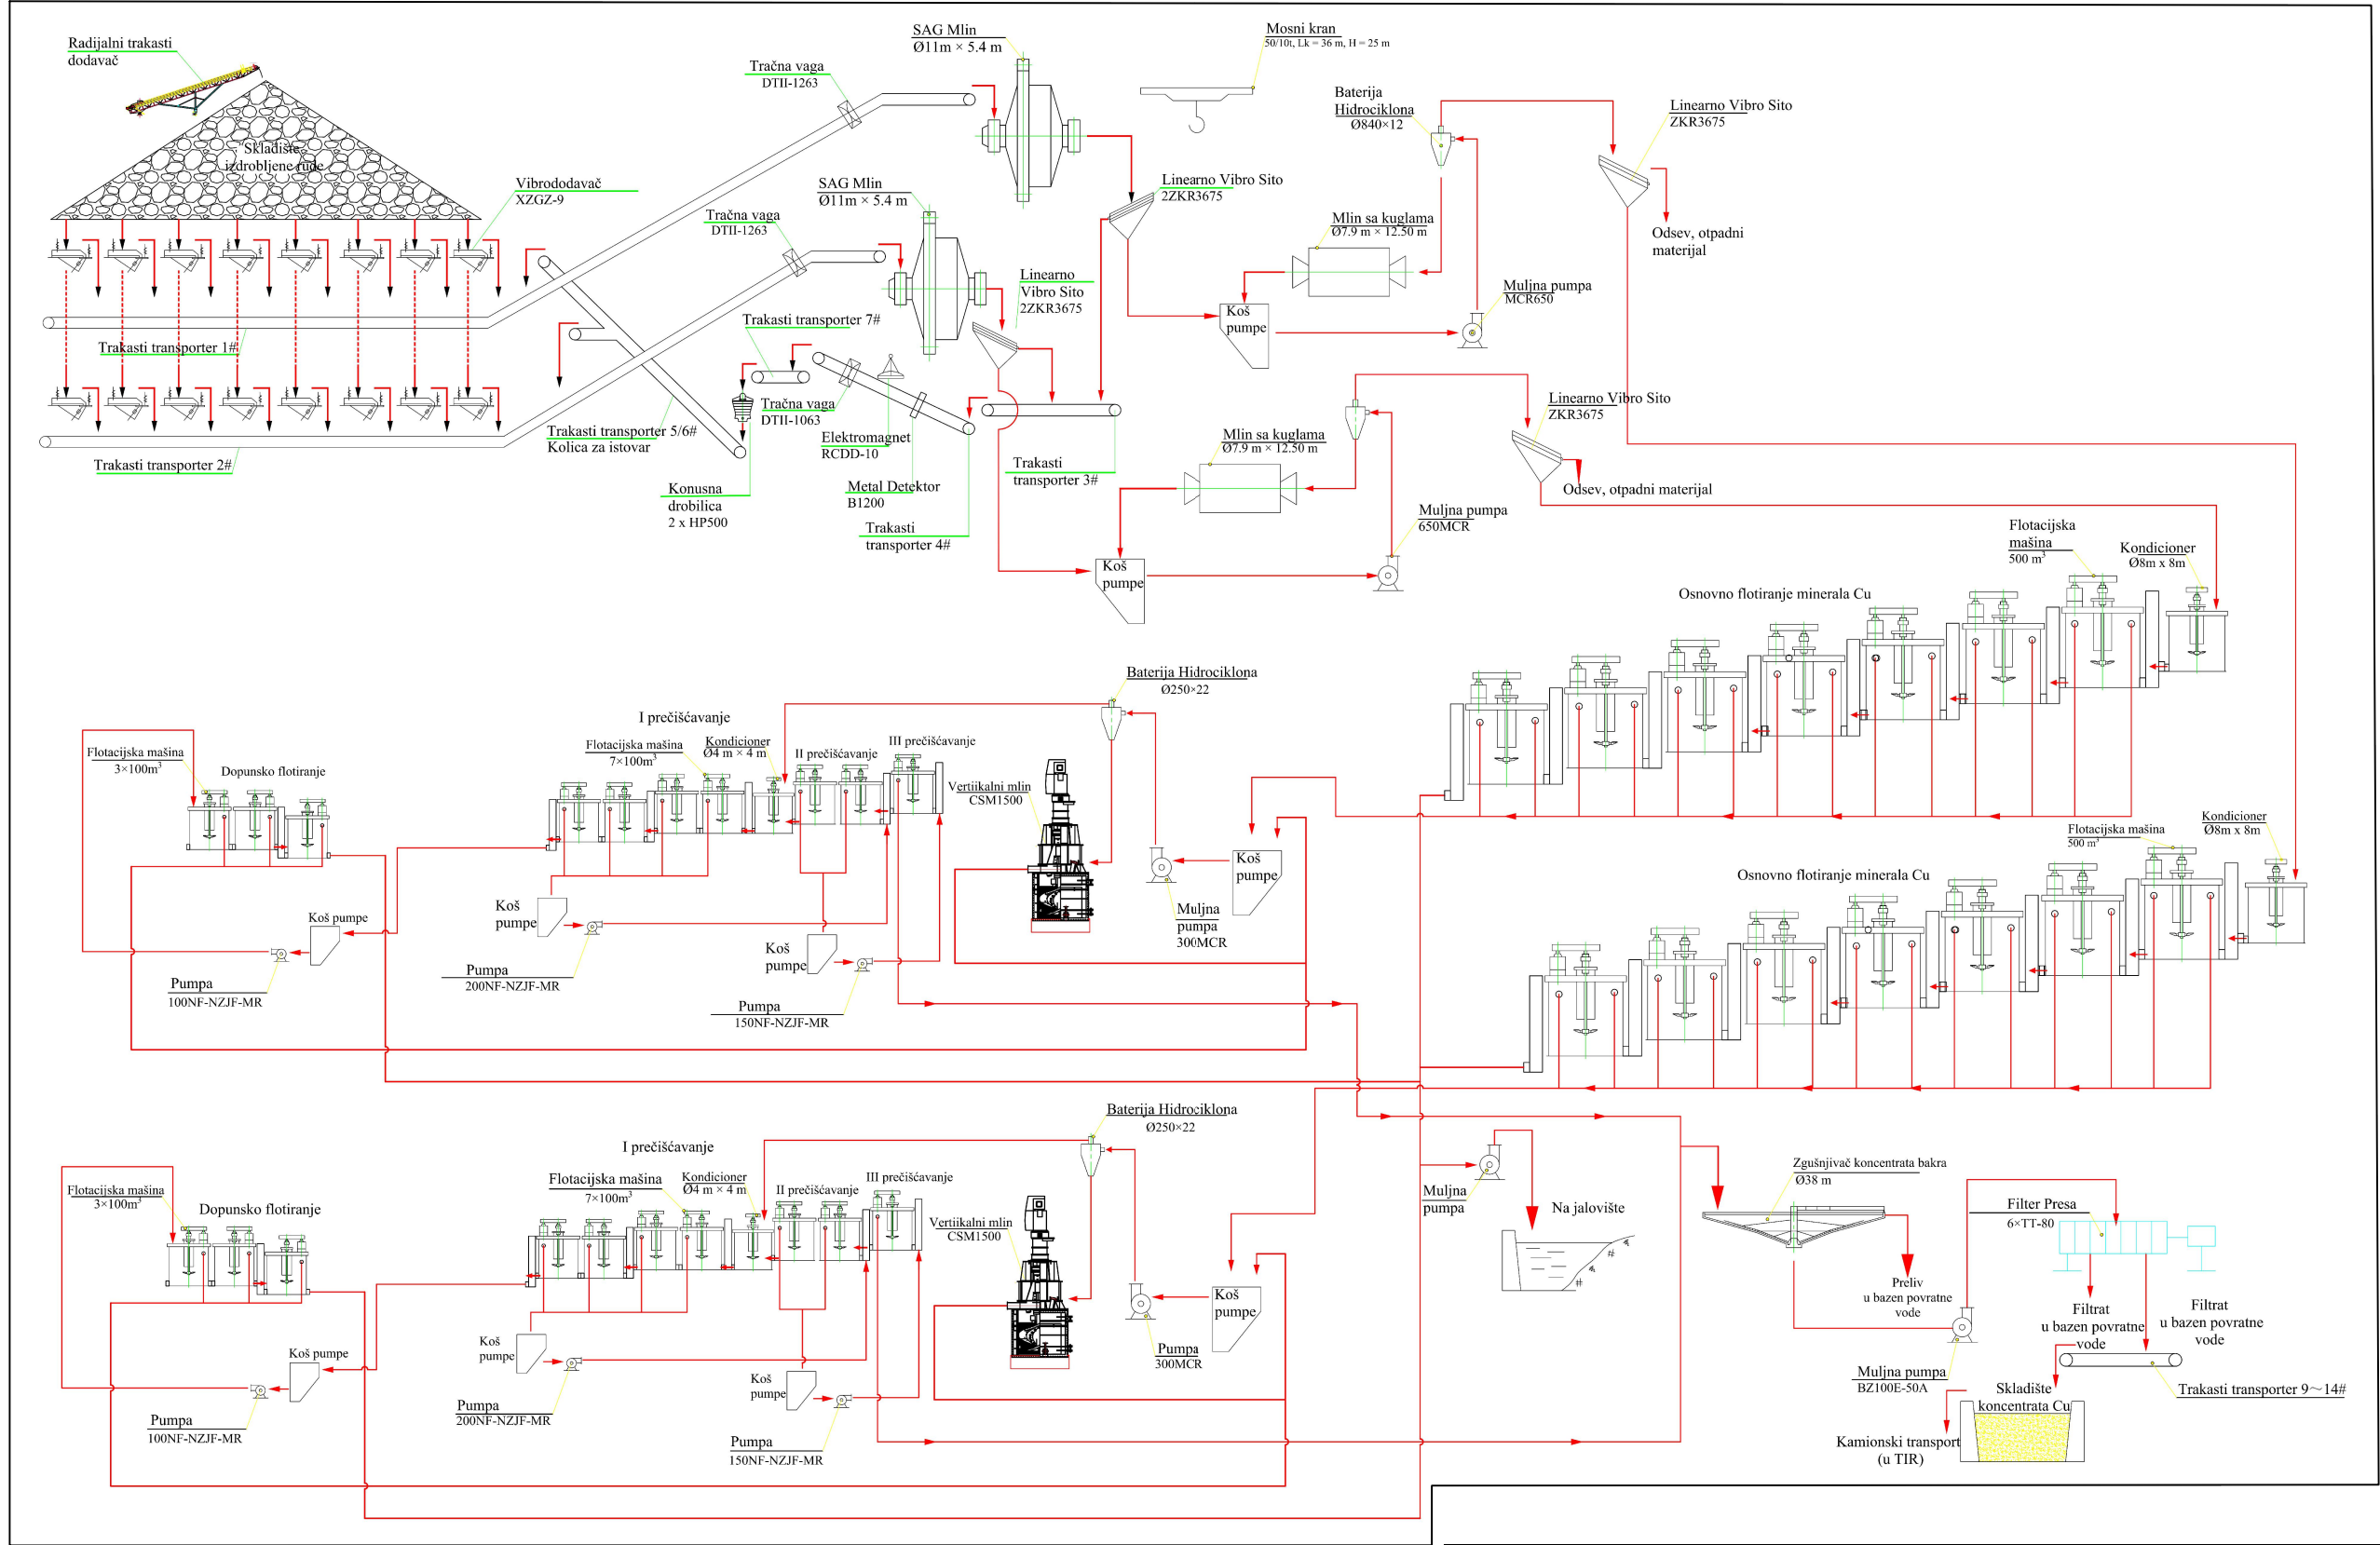 Radijalni trakasti
dodavač
Skladište
izdrobljene rude
Vibrododavač
XZGZ-9
Trakasti transporter 1#
Trakasti transporter 2#
Tračna vaga
DTII-1263
SAG Mlin
Ø11m × 5.4 m
Mosni kran
50/10t, Lk = 36 m, H = 25 m
SAG Mlin
Ø11m × 5.4 m
Tračna vaga
DTII-1263
Linearno Vibro Sito
2ZKR3675
Linearno
Vibro Sito
2ZKR3675
Baterija
Hidrociklona
Ø840×12
Linearno Vibro Sito
ZKR3675
Odsev, otpadni
materijal
Mlin sa kuglama
Ø7.9 m × 12.50 m
Koš
pumpe
Muljna pumpa
MCR650
Trakasti transporter 7#
Tračna vaga
DTII-1063
Trakasti transporter 5/6#
Kolica za istovar
Elektromagnet
RCDD-10
Konusna
drobilica
2 x HP500
Metal Detektor
B1200
Trakasti
transporter 4#
Trakasti
transporter 3#
Mlin sa kuglama
Ø7.9 m × 12.50 m
Linearno Vibro Sito
ZKR3675
Odsev, otpadni materijal
Muljna pumpa
650MCR
Koš
pumpe
Flotacijska
mašina
500 m³
Kondicioner
Ø8m x 8m
Osnovno flotiranje minerala Cu
Baterija Hidrociklona
Ø250×22
I prečišćavanje
Flotacijska mašina
7×100m³
Kondicioner
Ø4 m × 4 m
II prečišćavanje
III prečišćavanje
Flotacijska mašina
3×100m³
Dopunsko flotiranje
Vertiikalni mlin
CSM1500
Koš
pumpe
Muljna
pumpa
300MCR
Koš pumpe
Pumpa
100NF-NZJF-MR
Koš
pumpe
Pumpa
200NF-NZJF-MR
Koš
pumpe
Pumpa
150NF-NZJF-MR
Flotacijska mašina
500 m³
Kondicioner
Ø8m x 8m
Osnovno flotiranje minerala Cu
Baterija Hidrociklona
Ø250×22
I prečišćavanje
Flotacijska mašina
7×100m³
Kondicioner
Ø4 m × 4 m
II prečišćavanje
III prečišćavanje
Flotacijska mašina
3×100m³
Dopunsko flotiranje
Vertiikalni mlin
CSM1500
Koš
pumpe
Pumpa
300MCR
Koš pumpe
Pumpa
100NF-NZJF-MR
Koš
pumpe
Pumpa
200NF-NZJF-MR
Koš
pumpe
Pumpa
150NF-NZJF-MR
Muljna
pumpa
Na jalovište
Zgušnjivač koncentrata bakra
Ø38 m
Preliv
u bazen povratne
vode
Filter Presa
6×TT-80
Filtrat
u bazen povratne
vode
Filtrat
u bazen povratne
vode
Muljna pumpa
BZ100E-50A
Trakasti transporter 9～14#
Skladište
koncentrata Cu
Kamionski transport
(u TIR)